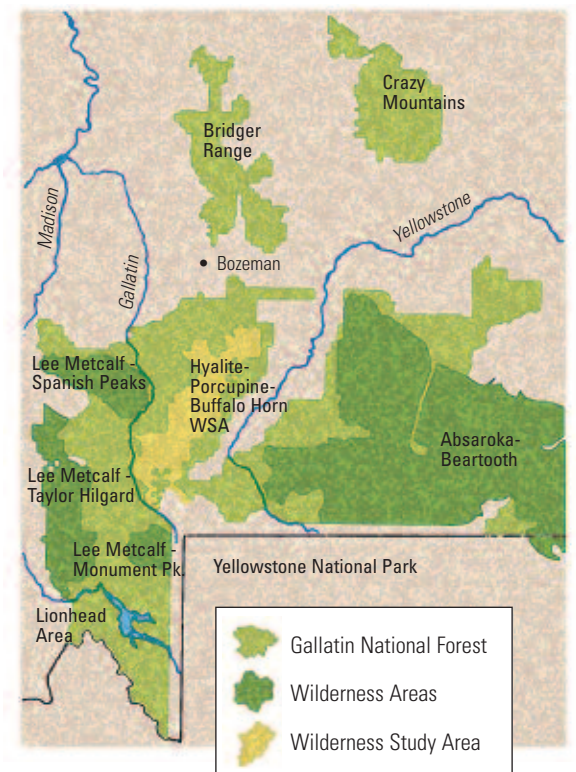 Crazy
Mountains
Bridger
Range
Madison
Gallatin
Yellowstone
Bozeman
Lee Metcalf -
Spanish Peaks
Hyalite-
Porcupine-
Buffalo Horn
WSA
Absaroka-
Beartooth
Lee Metcalf -
Taylor Hilgard
Lee Metcalf -
Monument Pk.
Yellowstone National Park
Lionhead
Area
Gallatin National Forest
Wilderness Areas
Wilderness Study Area